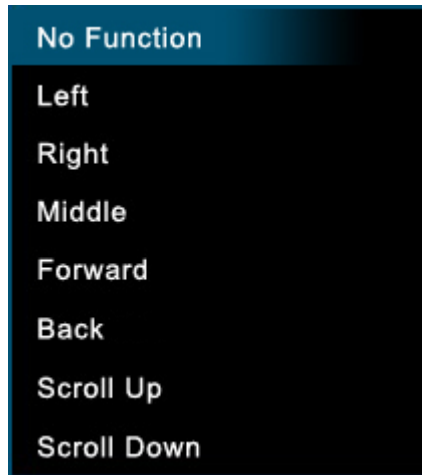 No Function
Left
Right
Middle
Forward
Back
Scroll Up
Scroll Down